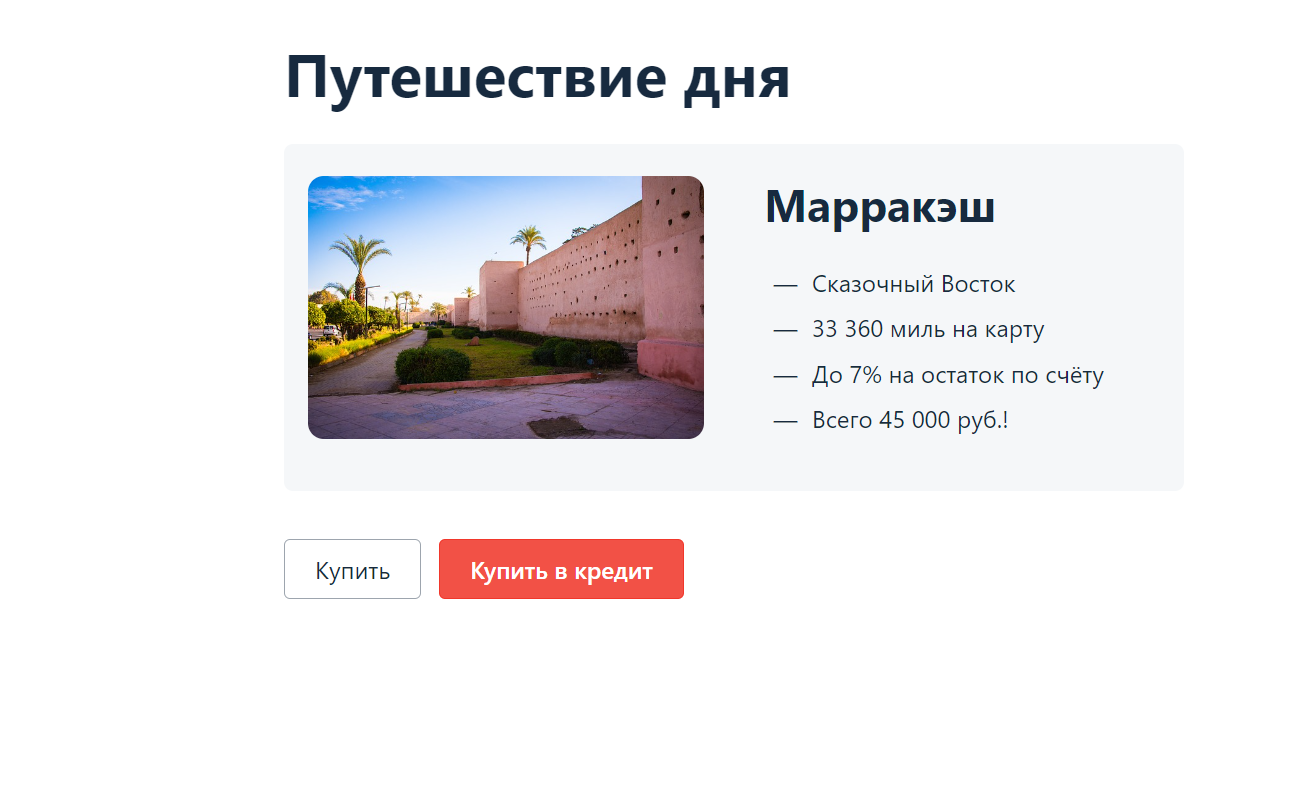 Путешествие дня
Марракэш
— Сказочный Восток
— 33 360 миль на карту
— До 7% на остаток по счёту
— Всего 45 000 руб.!
Купить
Купить в кредит